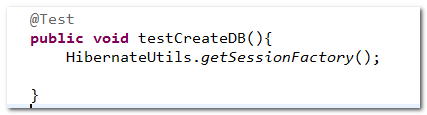 @Test
public void testCreateDB(){
HibernateUtils.getSessionFactory();
}